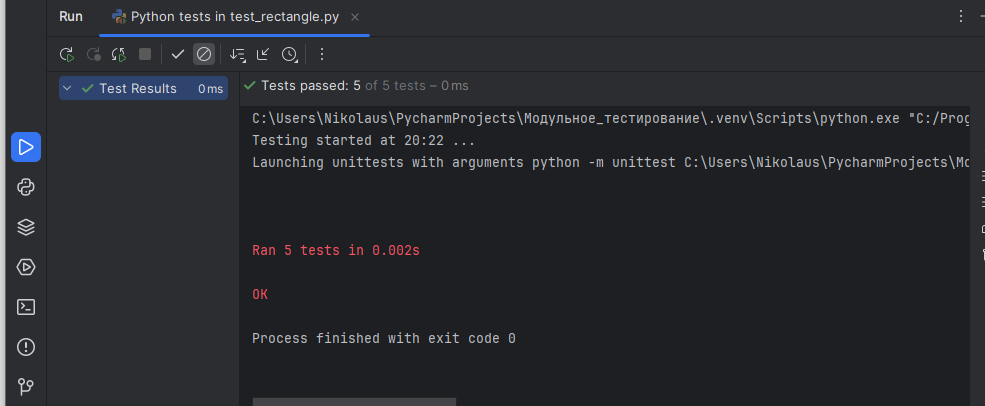 Run
Python tests in test_rectangle.py
Test Results 0 ms
Tests passed: 5 of 5 tests – 0 ms
C:\Users\Nikolaus\PycharmProjects\Модульное_тестирование\.venv\Scripts\python.exe "C:/Prog
Testing started at 20:22 ...
Launching unittests with arguments python -m unittest C:\Users\Nikolaus\PycharmProjects\Мо
Ran 5 tests in 0.002s
OK
Process finished with exit code 0